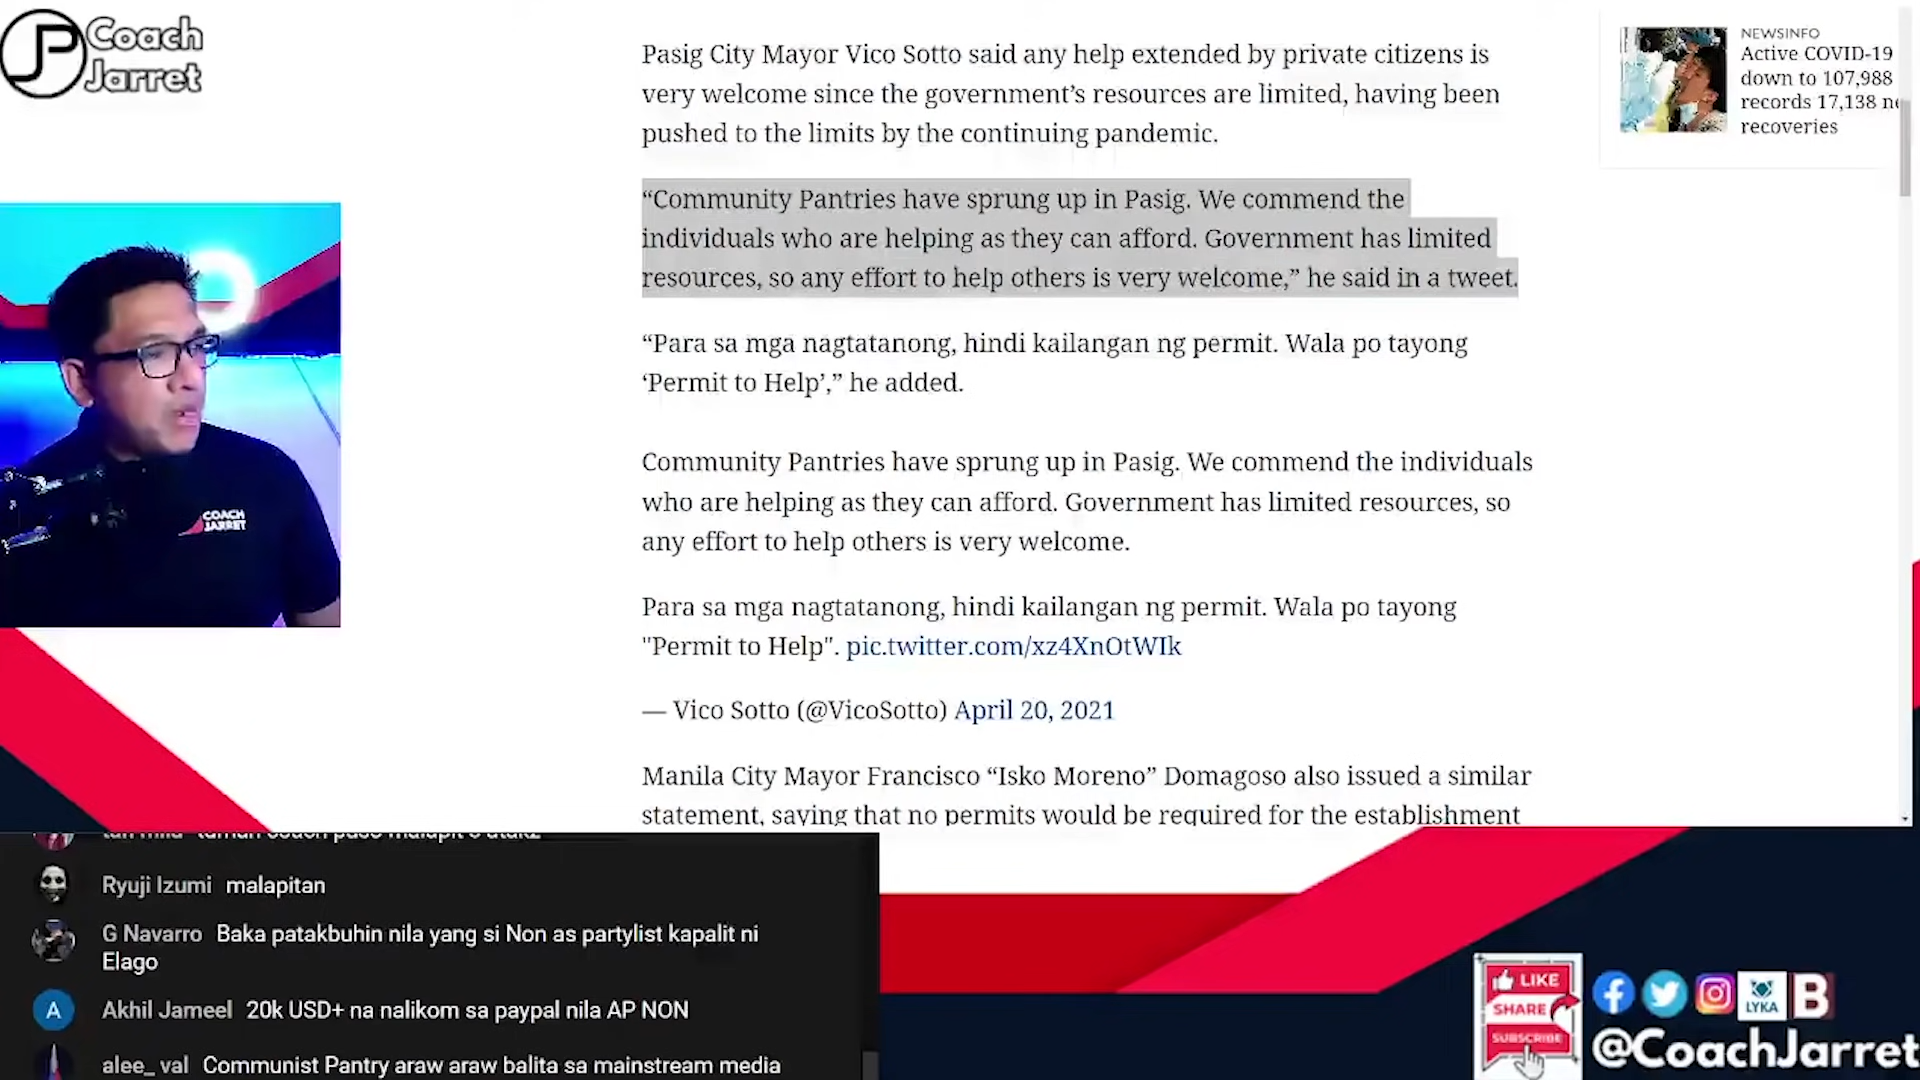 Coach
Jarret
Pasig City Mayor Vico Sotto said any help extended by private citizens is
very welcome since the government’s resources are limited, having been
pushed to the limits by the continuing pandemic.
“Community Pantries have sprung up in Pasig. We commend the
individuals who are helping as they can afford. Government has limited
resources, so any effort to help others is very welcome,” he said in a tweet.
“Para sa mga nagtatanong, hindi kailangan ng permit. Wala po tayong
‘Permit to Help’,” he added.
Community Pantries have sprung up in Pasig. We commend the individuals
who are helping as they can afford. Government has limited resources, so
any effort to help others is very welcome.
Para sa mga nagtatanong, hindi kailangan ng permit. Wala po tayong
"Permit to Help". pic.twitter.com/xz4XnOtWIk
— Vico Sotto (@VicoSotto) April 20, 2021
Manila City Mayor Francisco “Isko Moreno” Domagoso also issued a similar
statement, saying that no permits would be required for the establishment
NEWSINFO
Active COVID-19
down to 107,988
records 17,138
recoveries
COACH
JARRET
Ryuji Izumi malapitan
G Navarro Baka patakbuhin nila yang si Non as partylist kapalit ni
Elago
A
Akhil Jameel 20k USD+ na nalikom sa paypal nila AP NON
alee_ val Communist Pantry araw araw balita sa mainstream media
LIKE
SHARE
SUBSCRIBE
LYKA
B
@CoachJarret